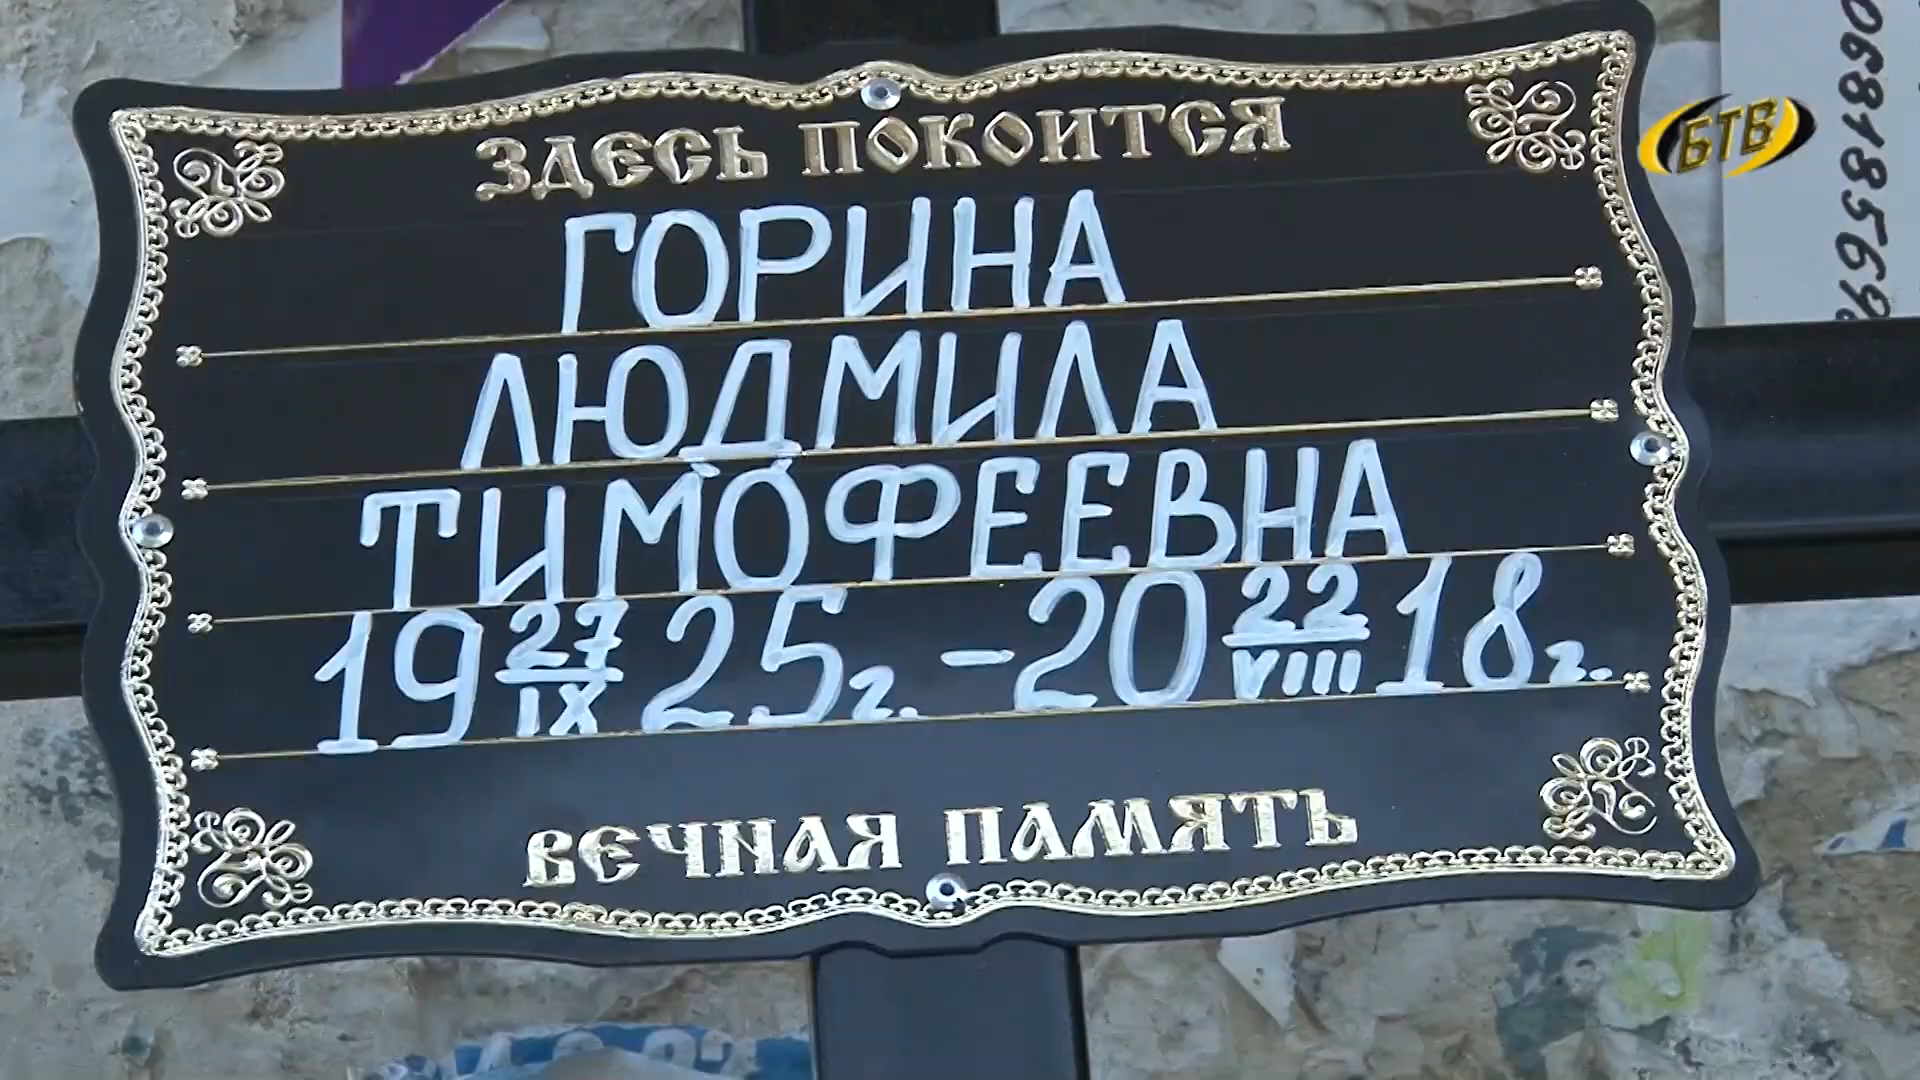 ЗДЕСЬ ПОКОИТСЯ
ГОРИНА
ЛЮДМИЛА
ТИМОФЕЕВНА
19 27/IX 25г. - 20 22/VIII 18г.
ВЕЧНАЯ ПАМЯТЬ
БТВ